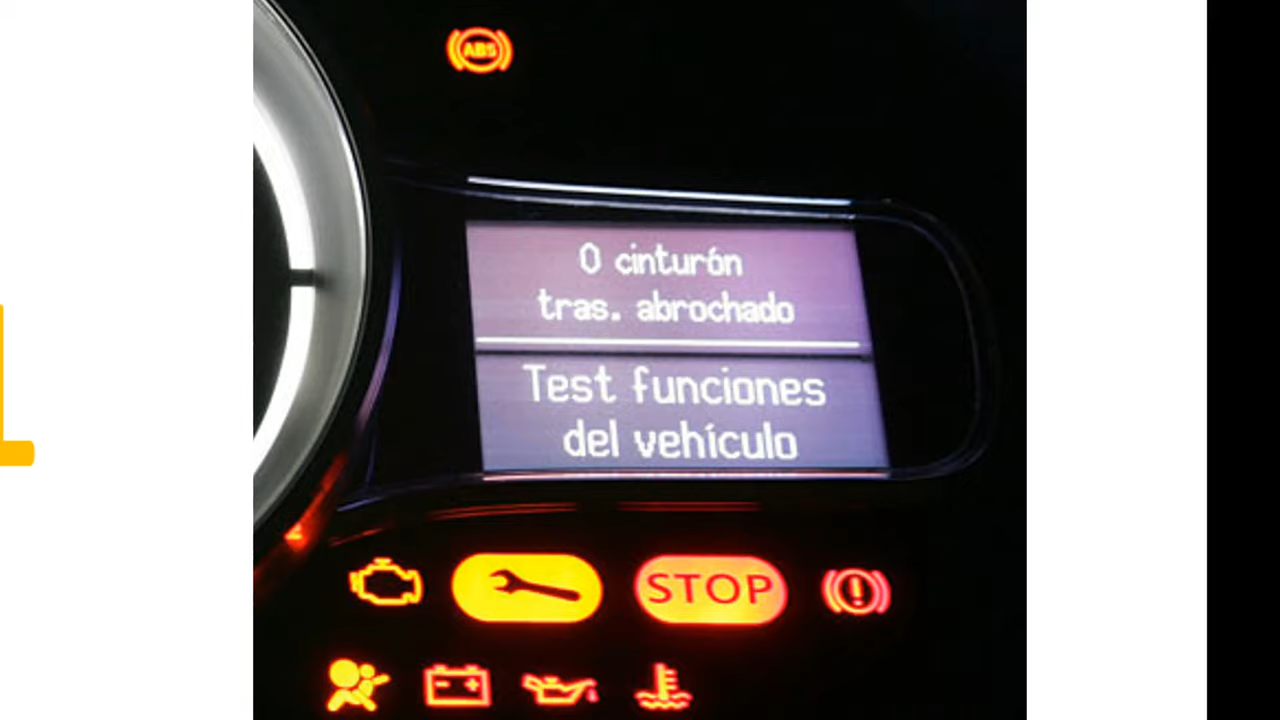 ABS
0 cinturón
tras. abrochado
Test funciones
del vehículo
STOP